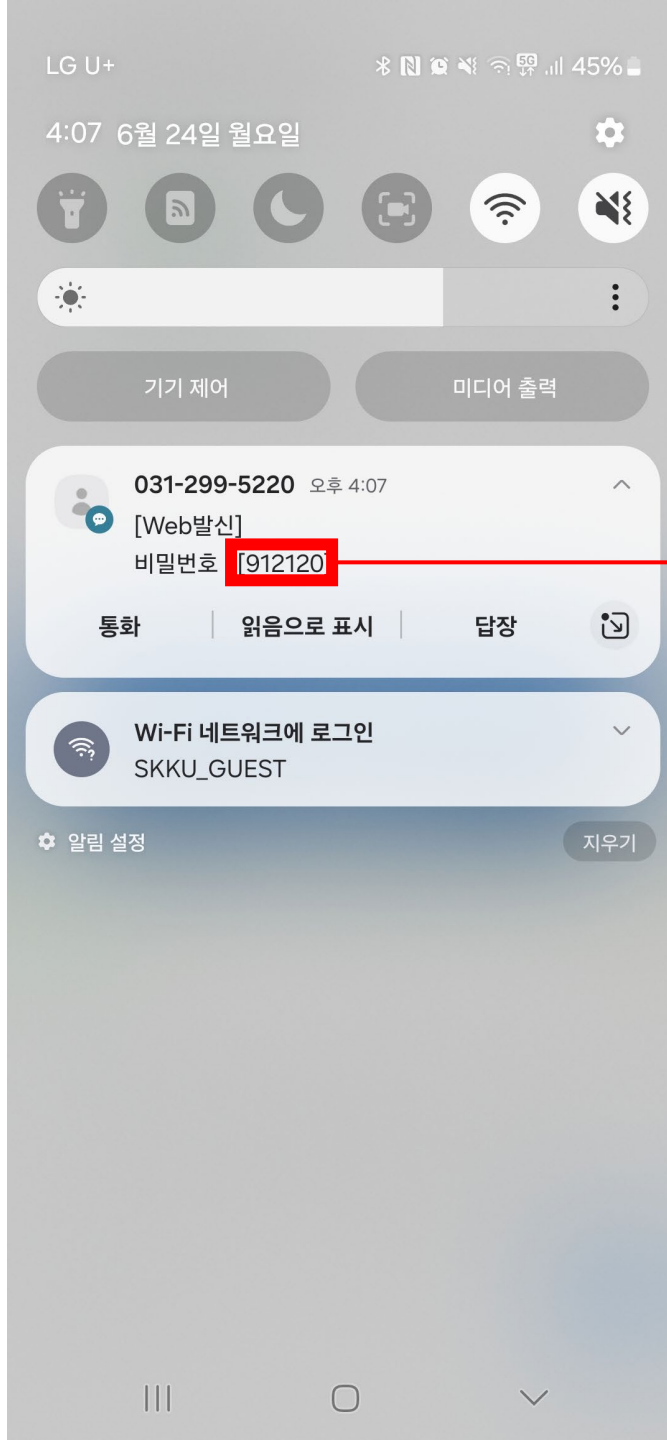 LG U+
5G
45%
4:07 6월 24일 월요일
기기 제어
미디어 출력
031-299-5220 오후 4:07
[Web발신]
비밀번호 [912120]
통화
읽음으로 표시
답장
Wi-Fi 네트워크에 로그인
SKKU_GUEST
알림 설정
지우기